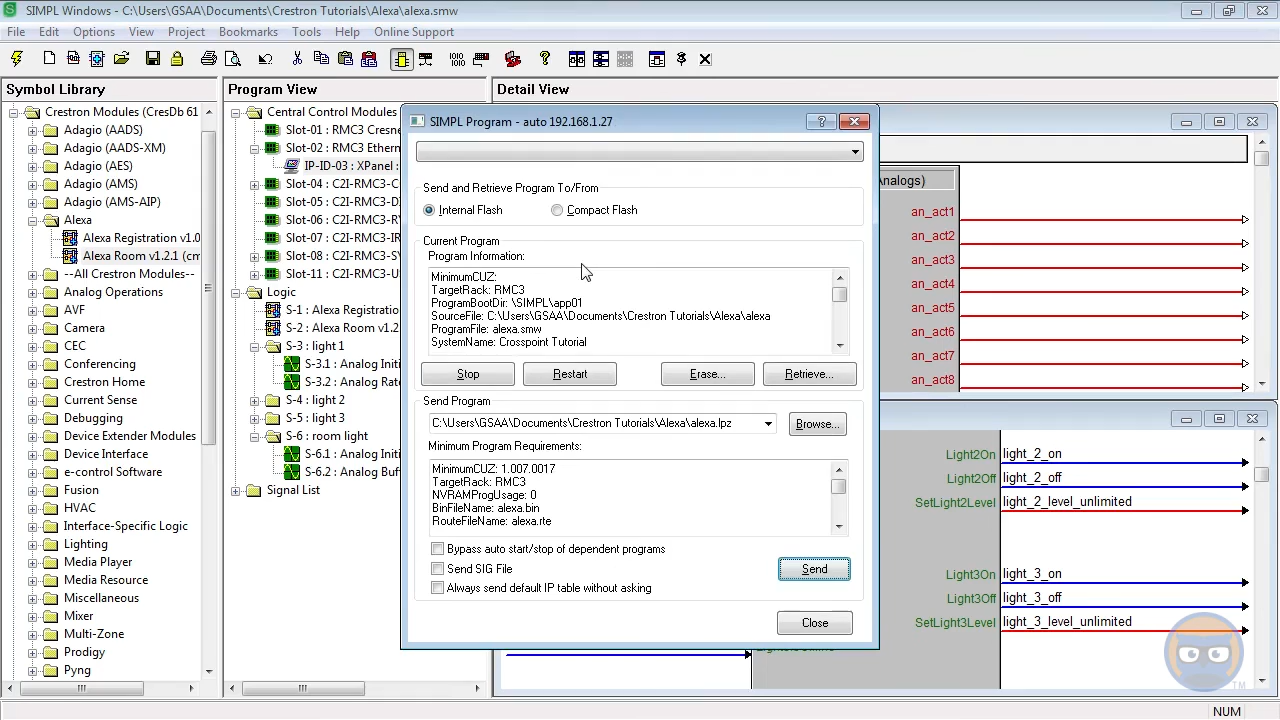 SIMPL Windows - C:\Users\GSAA\Documents\Crestron Tutorials\Alexa\alexa.smw
File Edit Options View Project Bookmarks Tools Help Online Support
Symbol Library
Crestron Modules (CresDb 61
Adagio (AADS)
Adagio (AADS-XM)
Adagio (AES)
Adagio (AMS)
Adagio (AMS-AIP)
Alexa
Alexa Registration v1.0
Alexa Room v1.2.1 (cm
--All Crestron Modules--
Analog Operations
AVF
Camera
CEC
Conferencing
Crestron Home
Current Sense
Debugging
Device Extender Modules
Device Interface
e-control Software
Fusion
HVAC
Interface-Specific Logic
Lighting
Media Player
Media Resource
Miscellaneous
Mixer
Multi-Zone
Prodigy
Pyng
Program View
Central Control Modules
Slot-01 : RMC3 Cresne
Slot-02 : RMC3 Ethern
IP-ID-03 : XPanel :
Slot-04 : C2I-RMC3-C
Slot-05 : C2I-RMC3-D
Slot-06 : C2I-RMC3-R
Slot-07 : C2I-RMC3-IR
Slot-08 : C2I-RMC3-S
Slot-11 : C2I-RMC3-U
Logic
S-1 : Alexa Registratio
S-2 : Alexa Room v1.2
S-3 : light 1
S-3.1 : Analog Initi
S-3.2 : Analog Rate
S-4 : light 2
S-5 : light 3
S-6 : room light
S-6.1 : Analog Initi
S-6.2 : Analog Buf
Signal List
Detail View
SIMPL Program - auto 192.168.1.27
Send and Retrieve Program To/From
Internal Flash Compact Flash
Current Program
Program Information:
MinimumCUZ:
TargetRack: RMC3
ProgramBootDir: \SIMPL\app01
SourceFile: C:\Users\GSAA\Documents\Crestron Tutorials\Alexa\alexa
ProgramFile: alexa.smw
SystemName: Crosspoint Tutorial
Stop Restart Erase... Retrieve...
Send Program
C:\Users\GSAA\Documents\Crestron Tutorials\Alexa\alexa.lpz Browse...
Minimum Program Requirements:
MinimumCUZ: 1.007.0017
TargetRack: RMC3
NVRAMProgUsage: 0
BinFileName: alexa.bin
RouteFileName: alexa.rte
Bypass auto start/stop of dependent programs
Send SIG File
Always send default IP table without asking
Send
Close
nalogs)
an_act1
an_act2
an_act3
an_act4
an_act5
an_act6
an_act7
an_act8
Light2On light_2_on
Light2Off light_2_off
SetLight2Level light_2_level_unlimited
Light3On light_3_on
Light3Off light_3_off
SetLight3Level light_3_level_unlimited
TM
NUM